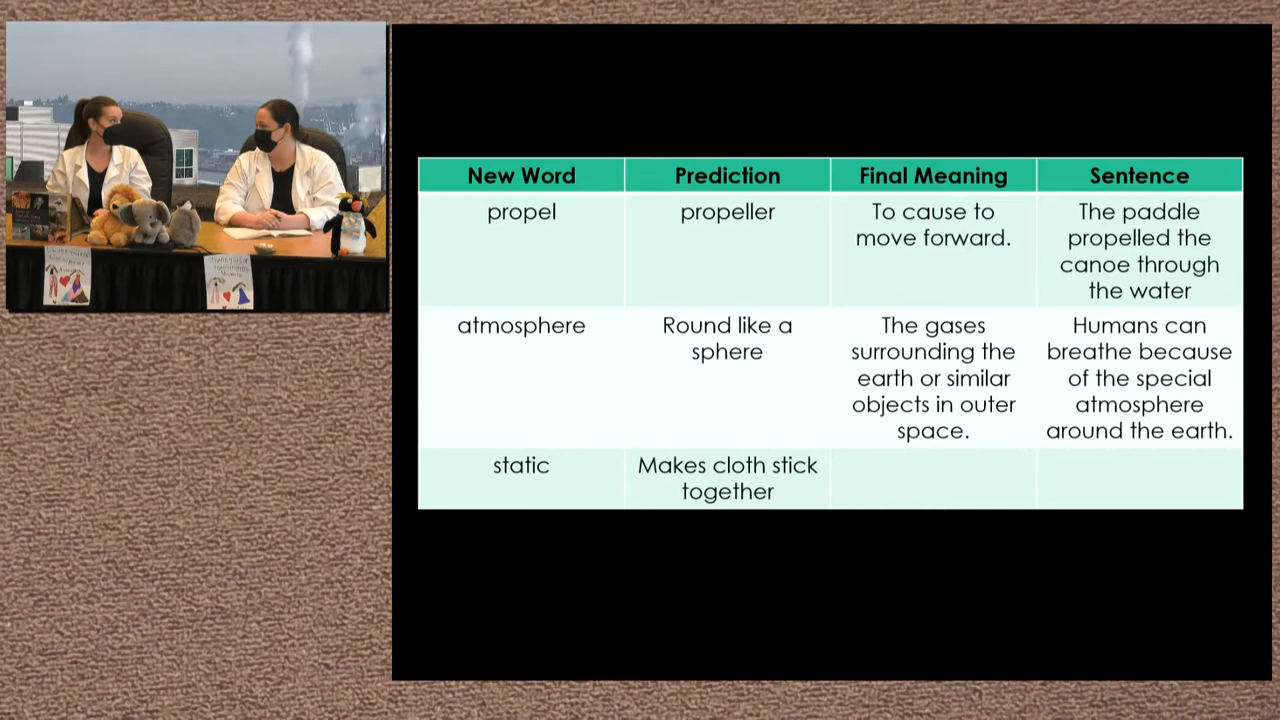 New Word Prediction Final Meaning Sentence
propel
propeller
To cause to
move forward.
The paddle
propelled the
canoe through
the water
atmosphere
Round like a
sphere
The gases
surrounding the
earth or similar
objects in outer
space.
Humans can
breathe because
of the special
atmosphere
around the earth.
static
Makes cloth stick
together